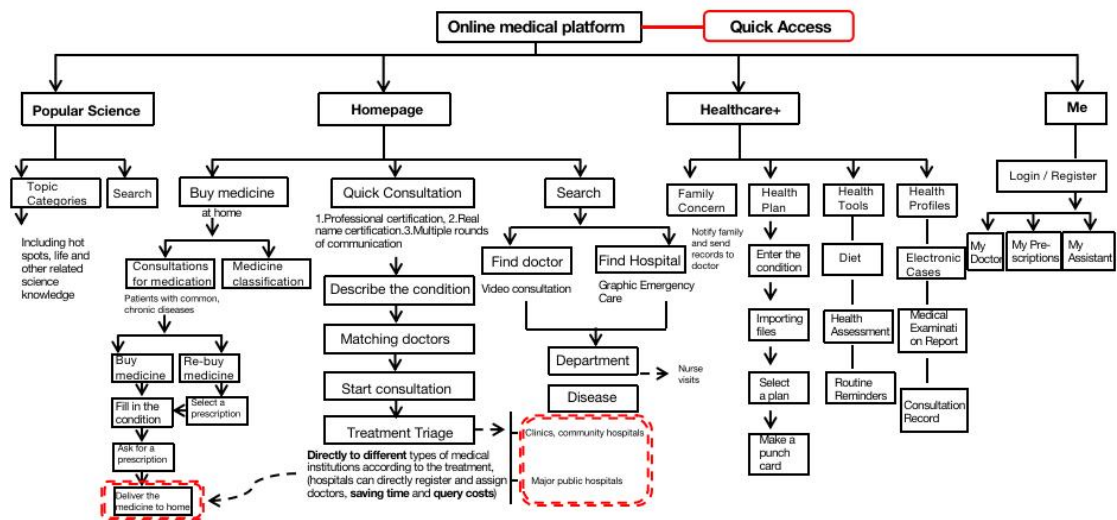 Online medical platform
Quick Access
Popular Science
Homepage
Healthcare+
Me
Topic
Categories
Search
Buy medicine
at home
Quick Consultation
Search
Family
Concern
Health
Plan
Health
Tools
Health
Profiles
Login / Register
Including hot
spots, life and
other related
science
knowledge
1.Professional certification, 2.Real
name certification.3.Multiple rounds
of communication
Notify family
and send
records to
doctor
Consultations
for medication
Medicine
classification
Patients with common,
chronic diseases
Describe the condition
Find doctor
Video consultation
Find Hospital
Graphic Emergency
Care
Enter the
condition
Diet
Electronic
Cases
My
Doctor
My Pre-
scriptions
My
Assistant
Matching doctors
Importing
files
Health
Assessment
Medical
Examinati
on Report
Buy
medicine
Re-buy
medicine
Start consultation
Department
Nurse
visits
Select
a plan
Routine
Reminders
Disease
Fill in the
condition
Select a
prescription
Consultation
Record
Treatment Triage
Clinics, community hospitals
Make a
punch
card
Ask for a
prescription
Directly to different types of medical
institutions according to the treatment,
(hospitals can directly register and assign
doctors, saving time and query costs)
Major public hospitals
Deliver the
medicine to home